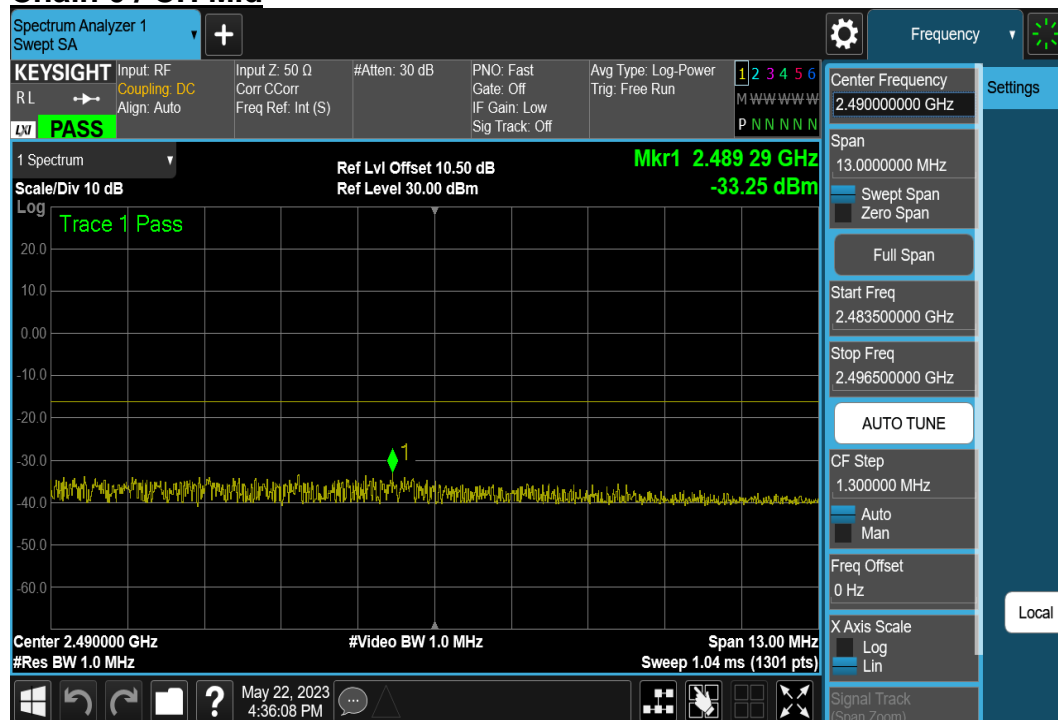 Spectrum Analyzer 1
Swept SA
Frequency
KEYSIGHT
RL
LXI PASS
Input: RF
Coupling: DC
Align: Auto
Input Z: 50 Ω
Corr CCorr
Freq Ref: Int (S)
#Atten: 30 dB
PNO: Fast
Gate: Off
IF Gain: Low
Sig Track: Off
Avg Type: Log-Power
Trig: Free Run
1 2 3 4 5 6
M W W W W W
P N N N N N
1 Spectrum
Scale/Div 10 dB
Ref Lvl Offset 10.50 dB
Ref Level 30.00 dBm
Mkr1 2.489 29 GHz
-33.25 dBm
Log
Trace 1 Pass
20.0
10.0
0.00
-10.0
-20.0
-30.0
-40.0
-50.0
-60.0
1
Center 2.490000 GHz
#Res BW 1.0 MHz
#Video BW 1.0 MHz
Span 13.00 MHz
Sweep 1.04 ms (1301 pts)
Center Frequency
2.490000000 GHz
Span
13.0000000 MHz
Swept Span
Zero Span
Full Span
Start Freq
2.483500000 GHz
Stop Freq
2.496500000 GHz
AUTO TUNE
CF Step
1.300000 MHz
Auto
Man
Freq Offset
0 Hz
X Axis Scale
Log
Lin
Signal Track
(Span Zoom)
Settings
Local
?
May 22, 2023
4:36:08 PM